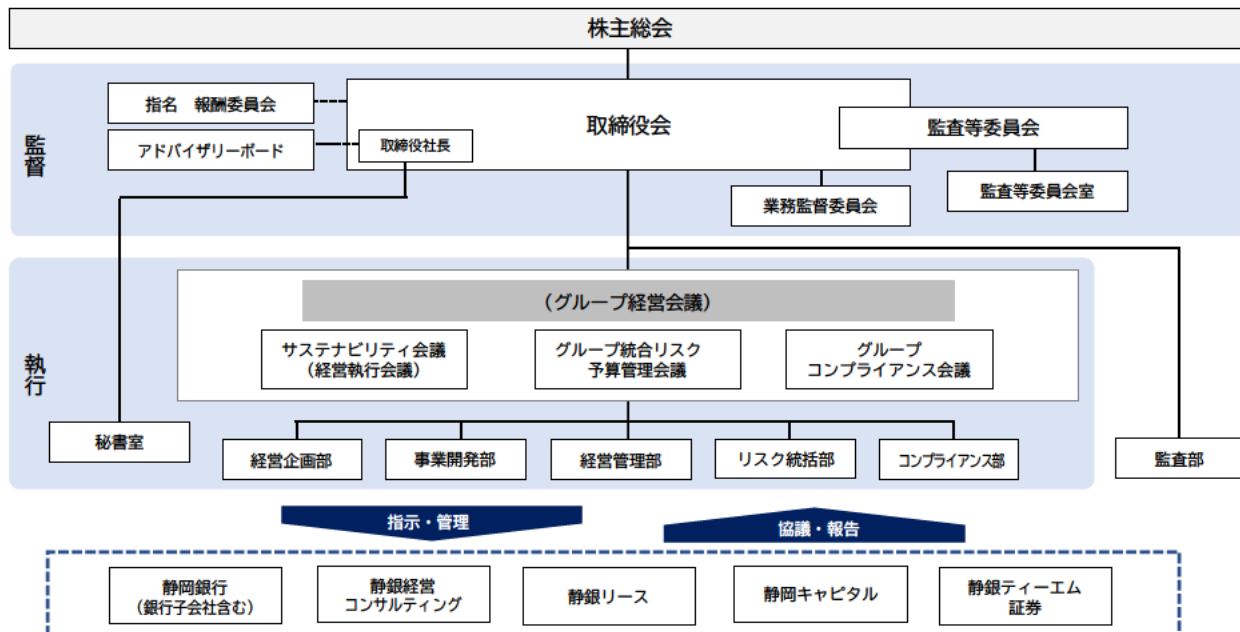 株主総会
監督
指名　報酬委員会
アドバイザリーボード
取締役会
取締役社長
監査等委員会
監査等委員会室
業務監督委員会
執行
（グループ経営会議）
サステナビリティ会議
（経営執行会議）
グループ統合リスク
予算管理会議
グループ
コンプライアンス会議
秘書室
経営企画部
事業開発部
経営管理部
リスク統括部
コンプライアンス部
監査部
指示・管理
協議・報告
静岡銀行
（銀行子会社含む）
静銀経営
コンサルティング
静銀リース
静岡キャピタル
静銀ティーエム
証券